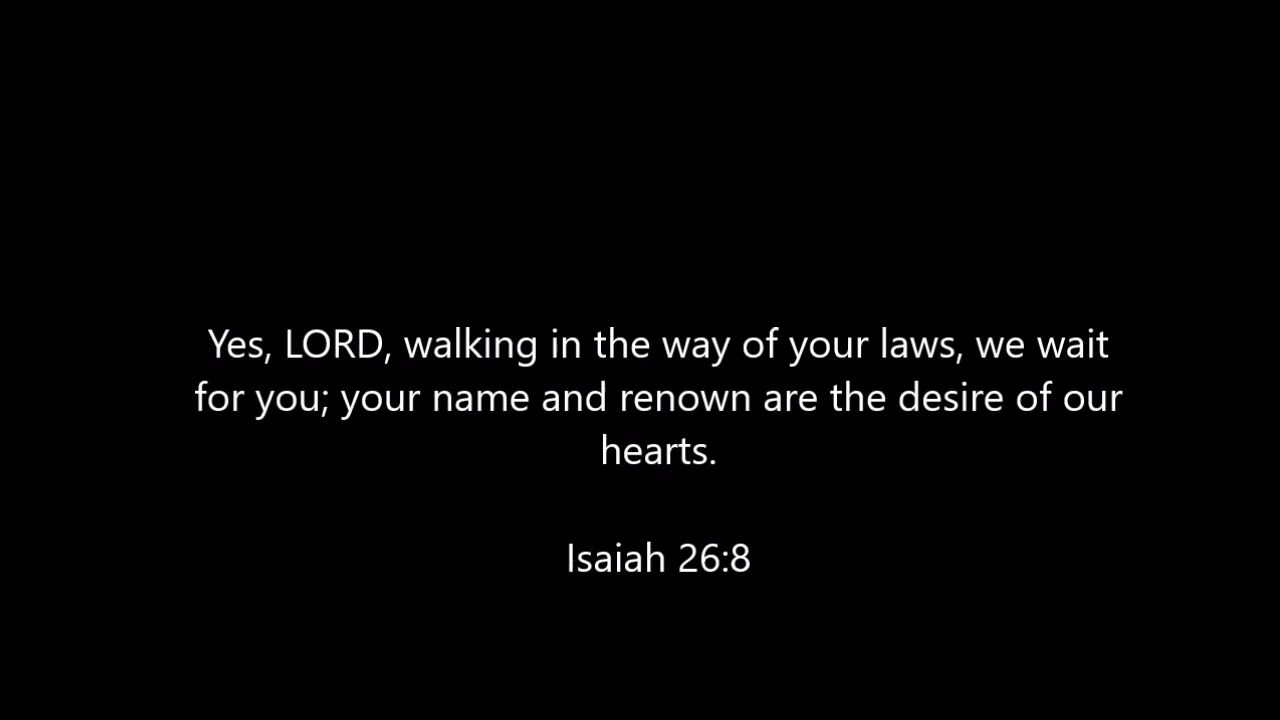 Yes, LORD, walking in the way of your laws, we wait
for you; your name and renown are the desire of our
hearts.
Isaiah 26:8